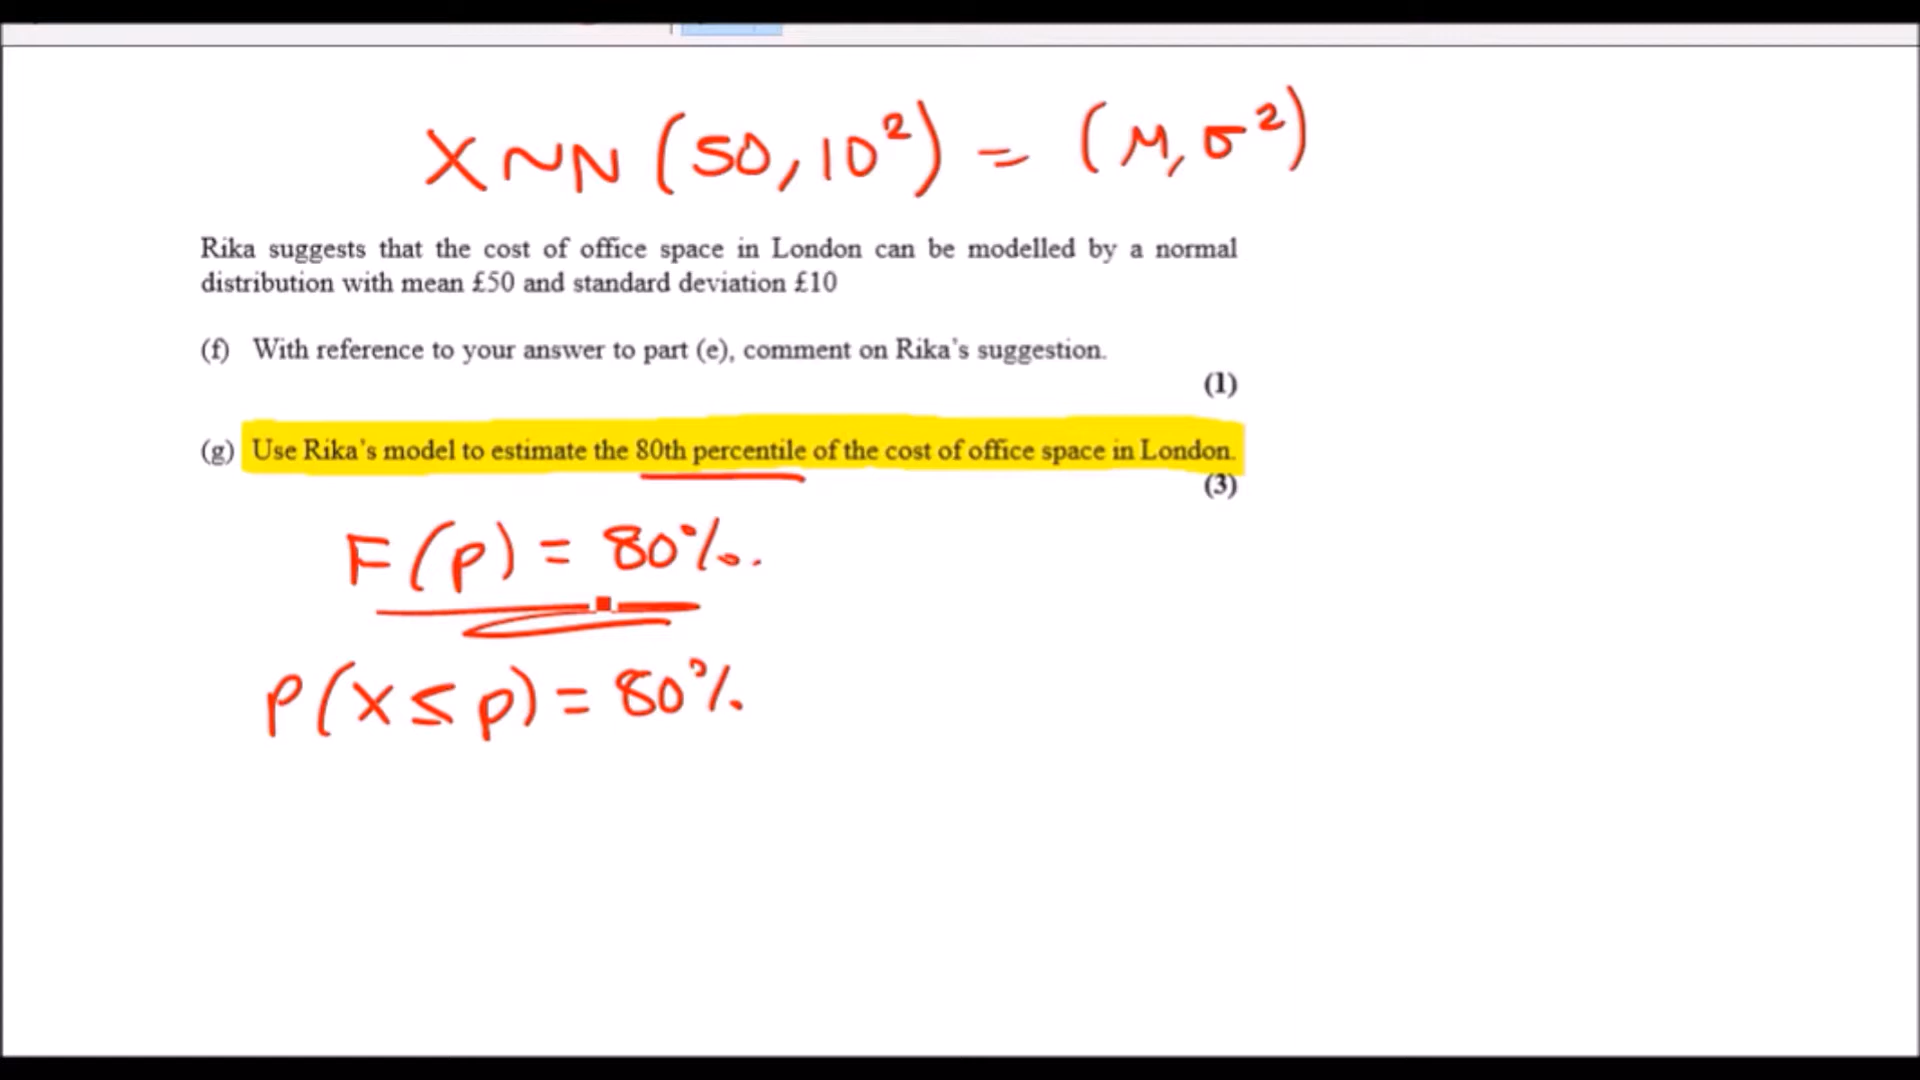 X ~ N (50, 10²) = (μ, σ²)
Rika suggests that the cost of office space in London can be modelled by a normal
distribution with mean £50 and standard deviation £10
(f) With reference to your answer to part (e), comment on Rika's suggestion.
(1)
(g) Use Rika's model to estimate the 80th percentile of the cost of office space in London.
(3)
F(p) = 80%.
P(X ≤ p) = 80%